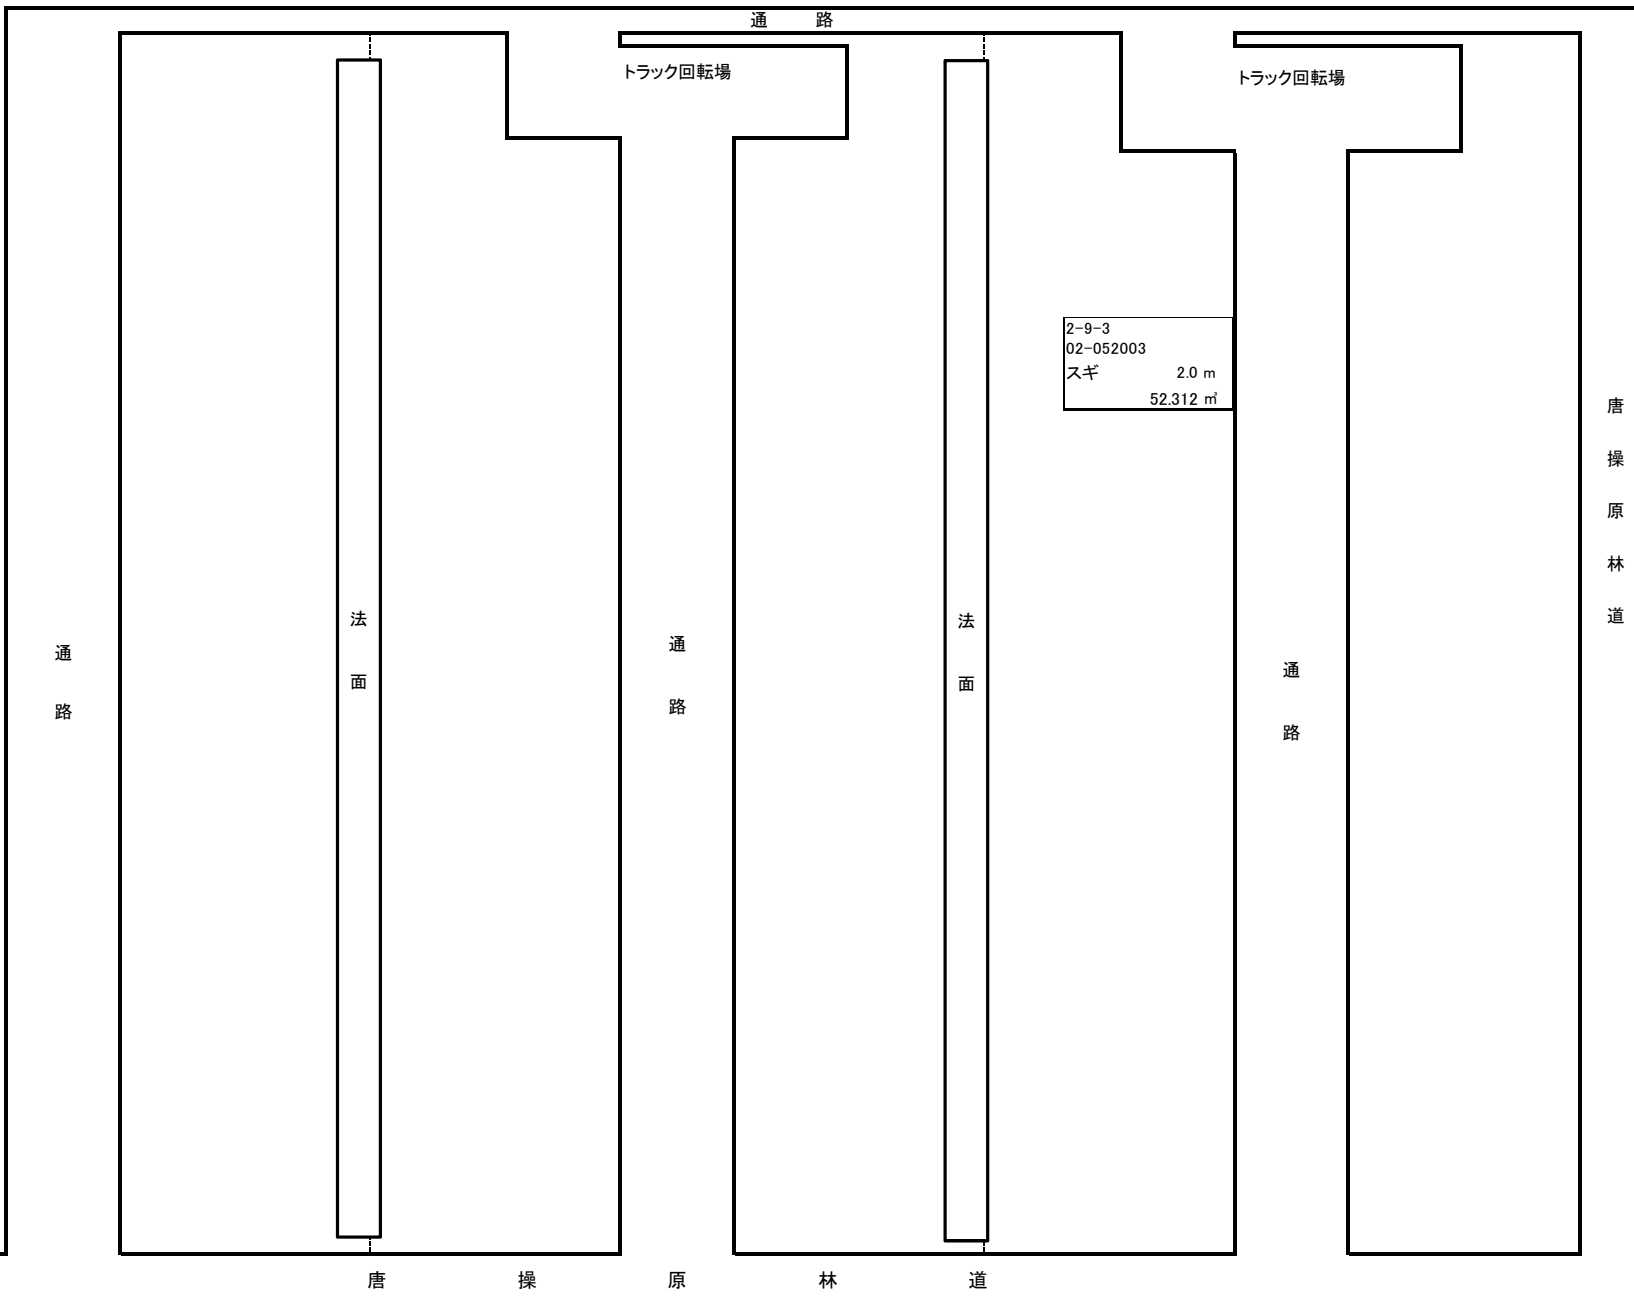 通　路
トラック回転場
トラック回転場
2-9-3
02-052003
スギ 2.0 m
52.312 ㎥
唐操原林道
法面
法面
通路
通路
通路
唐操原林道